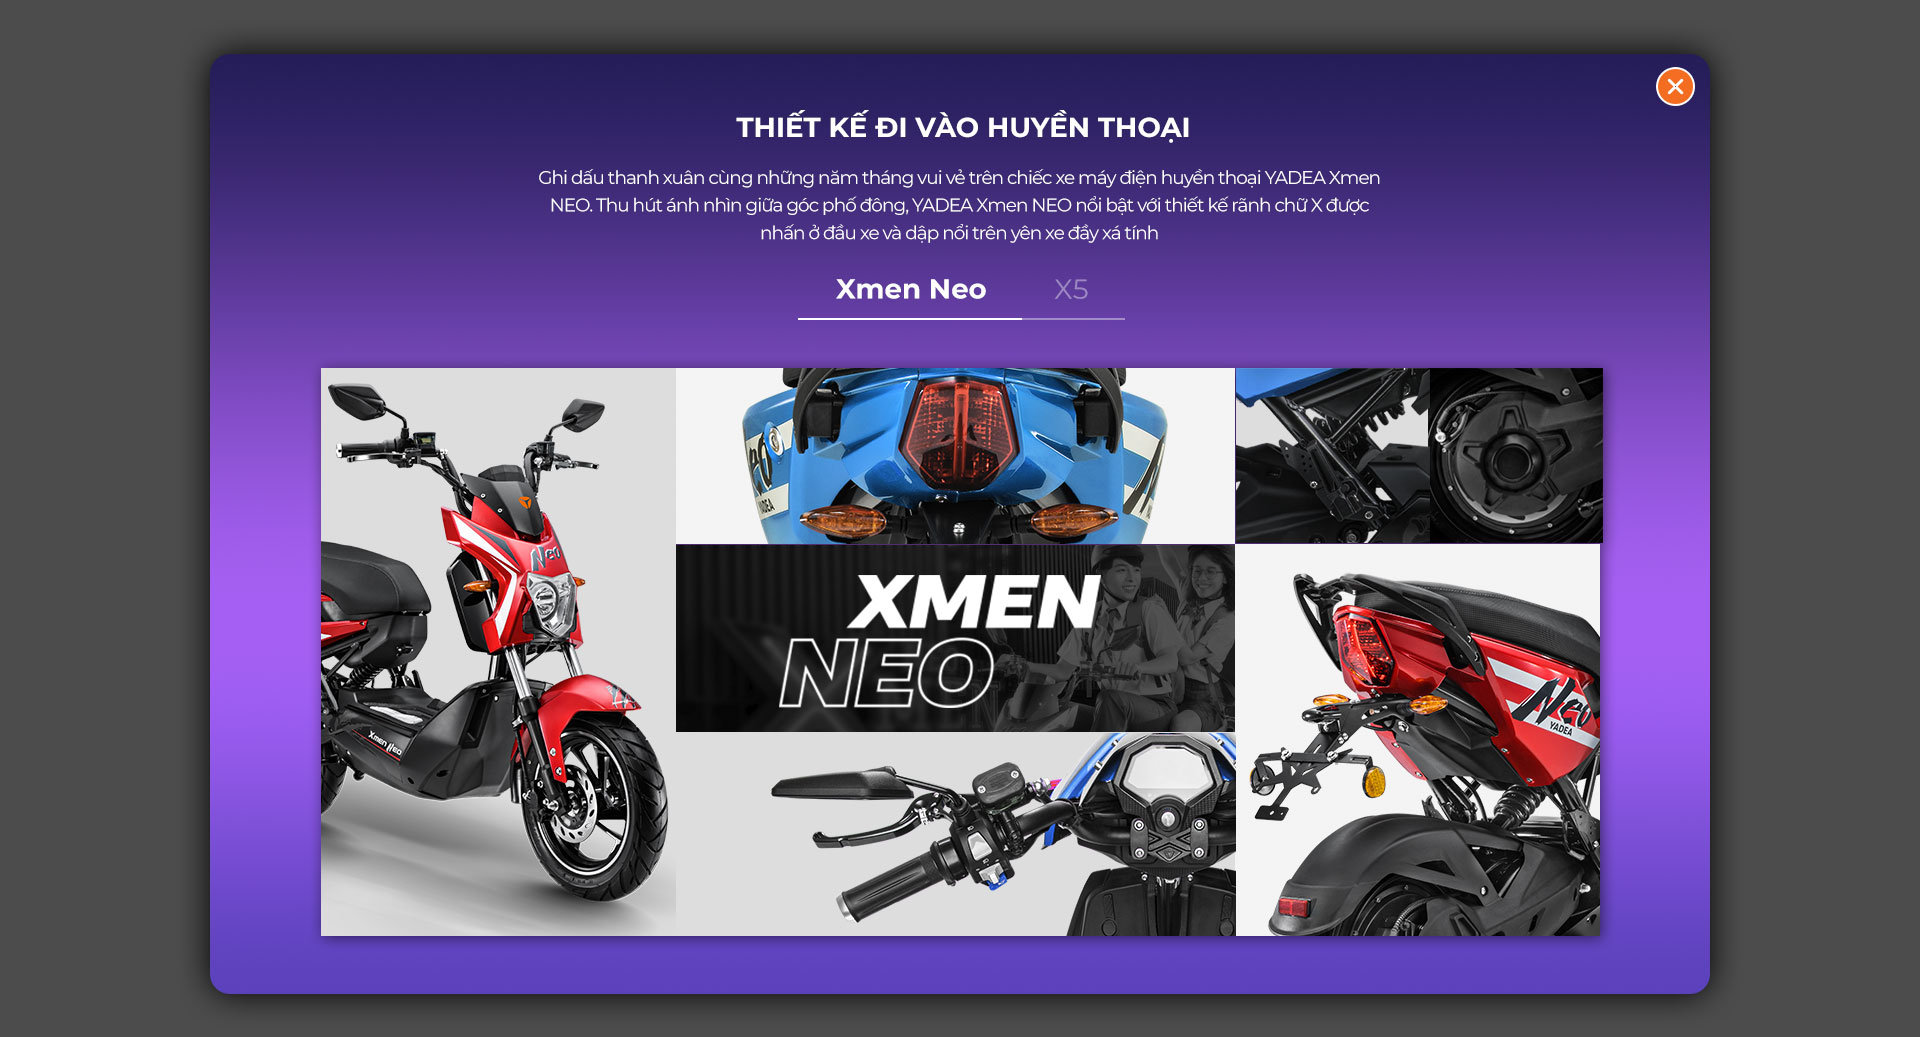 THIẾT KẾ ĐI VÀO HUYỀN THOẠI
Ghi dấu thanh xuân cùng những năm tháng vui vẻ trên chiếc xe máy điện huyền thoại YADEA Xmen
NEO. Thu hút ánh nhìn giữa góc phố đông, YADEA Xmen NEO nổi bật với thiết kế rãnh chữ X được
nhấn ở đầu xe và dập nổi trên yên xe đầy xá tính
Xmen Neo
X5
Neo
Xmen Neo
YADEA
XMEN
NEO
Neo
YADEA